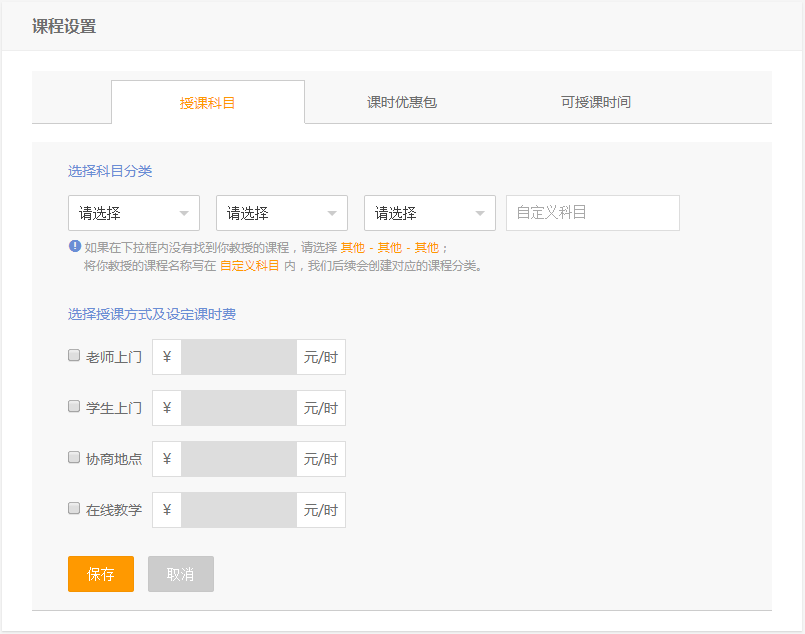 课程设置
授课科目 课时优惠包 可授课时间
选择科目分类
请选择 请选择 请选择 自定义科目
如果在下拉框内没有找到你教授的课程，请选择 其他 - 其他 - 其他；
将你教授的课程名称写在 自定义科目 内，我们后续会创建对应的课程分类。
选择授课方式及设定课时费
老师上门 ¥ 元/时
学生上门 ¥ 元/时
协商地点 ¥ 元/时
在线教学 ¥ 元/时
保存 取消